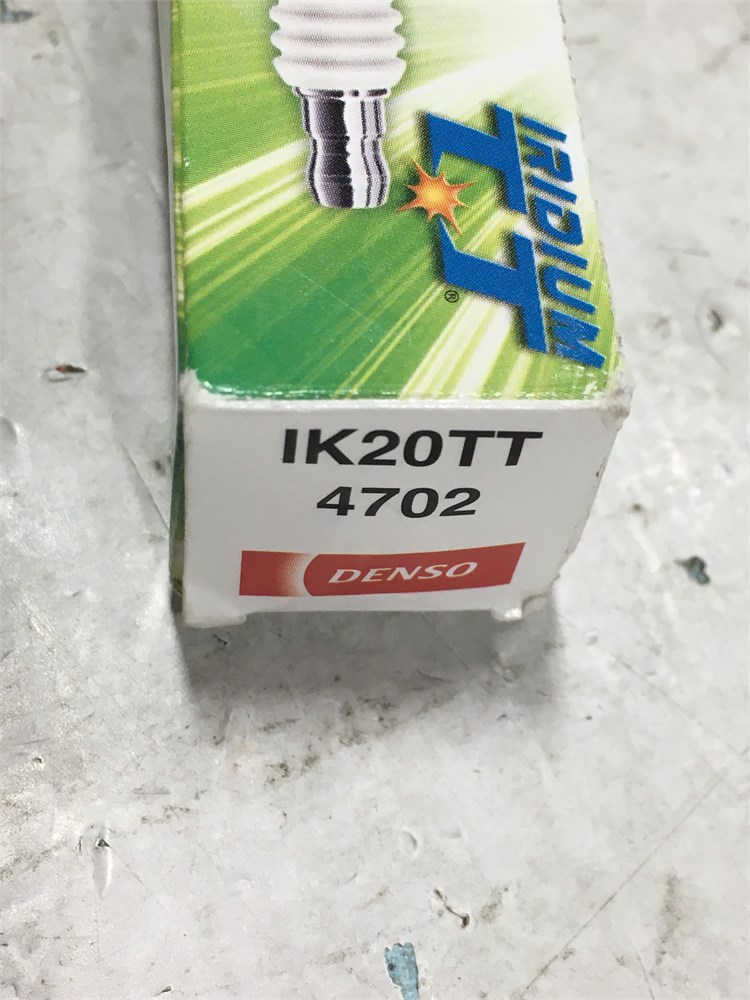 IRIDIUM
TT®
IK20TT
4702
DENSO